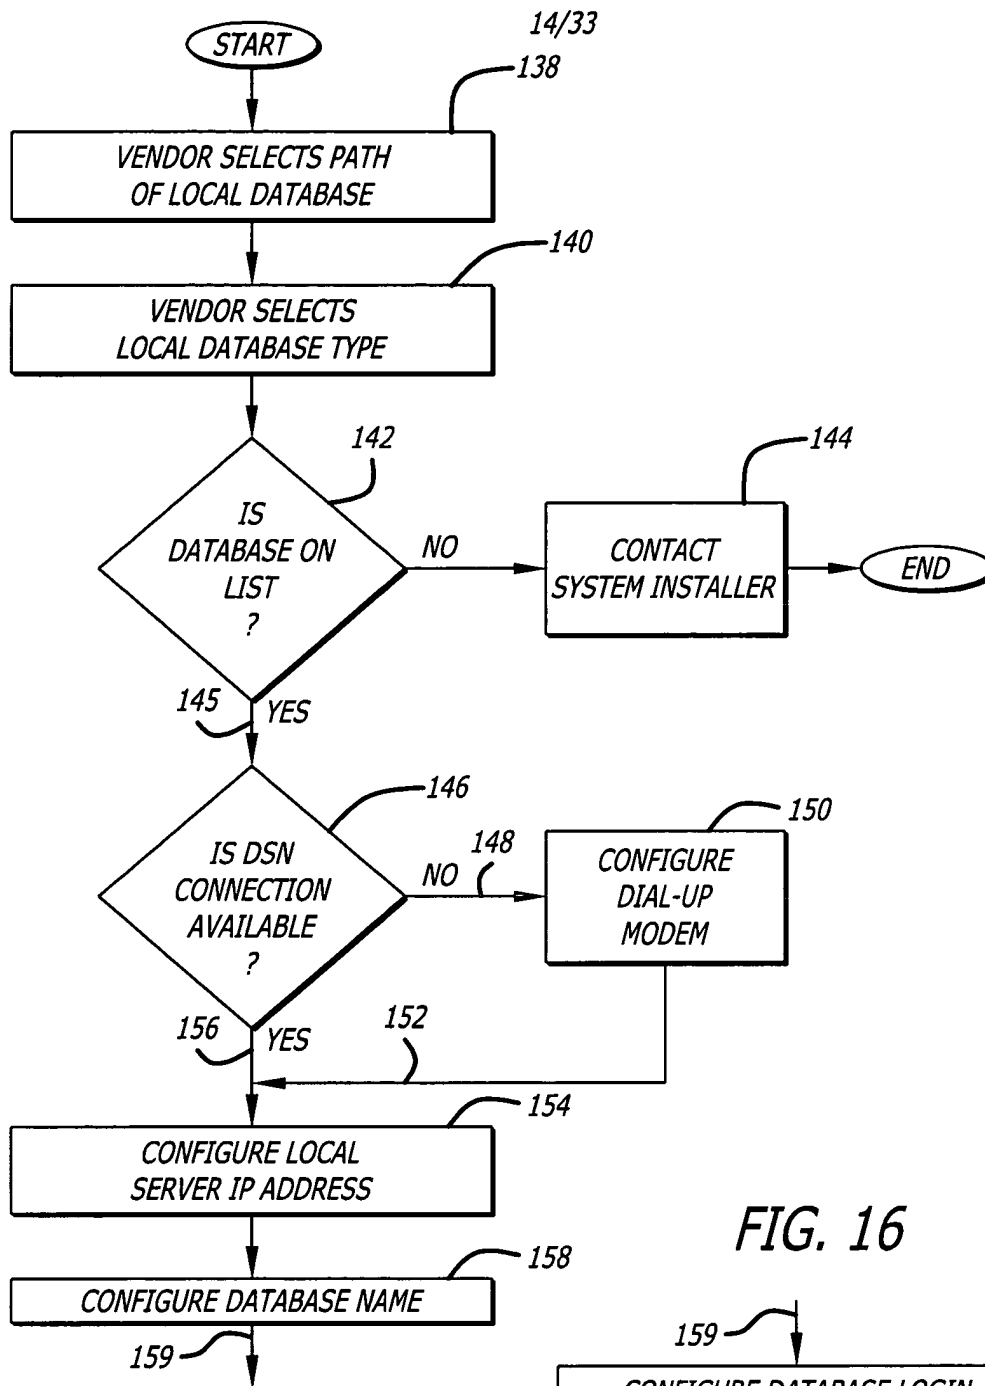 14/33
START
138
VENDOR SELECTS PATH
OF LOCAL DATABASE
140
VENDOR SELECTS
LOCAL DATABASE TYPE
142
IS
DATABASE ON
LIST
?
NO
144
CONTACT
SYSTEM INSTALLER
END
145
YES
146
IS DSN
CONNECTION
AVAILABLE
?
NO
148
150
CONFIGURE
DIAL-UP
MODEM
156
YES
152
154
CONFIGURE LOCAL
SERVER IP ADDRESS
158
CONFIGURE DATABASE NAME
159
FIG. 16
159
CONFIGURE DATABASE LOGIN